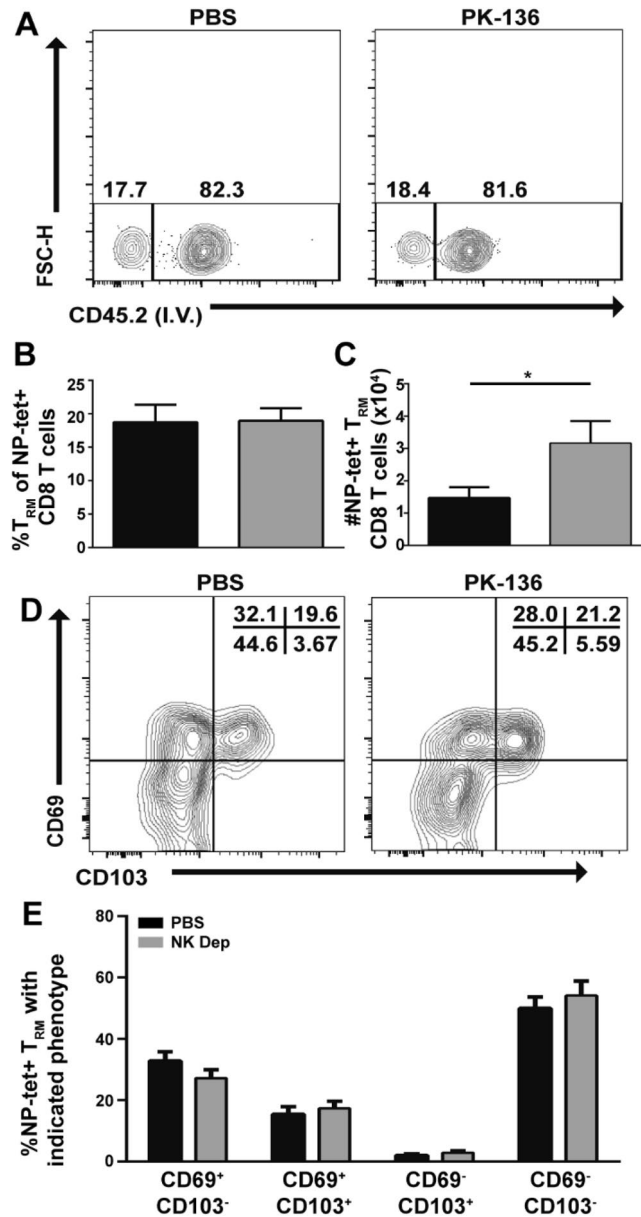 A
PBS
PK-136
17.7 82.3
18.4 81.6
FSC-H
CD45.2 (I.V.)
B
C
*
%TRM of NP-tet+
CD8 T cells
25
20
15
10
5
0
#NP-tet+ TRM
CD8 T cells (x10⁴)
5
4
3
2
1
0
D
PBS
PK-136
32.1 19.6
44.6 3.67
28.0 21.2
45.2 5.59
CD69
CD103
E
PBS
NK Dep
%NP-tet+ TRM with
indicated phenotype
80
60
40
20
0
CD69⁺
CD103⁻
CD69⁺
CD103⁺
CD69⁻
CD103⁺
CD69⁻
CD103⁻